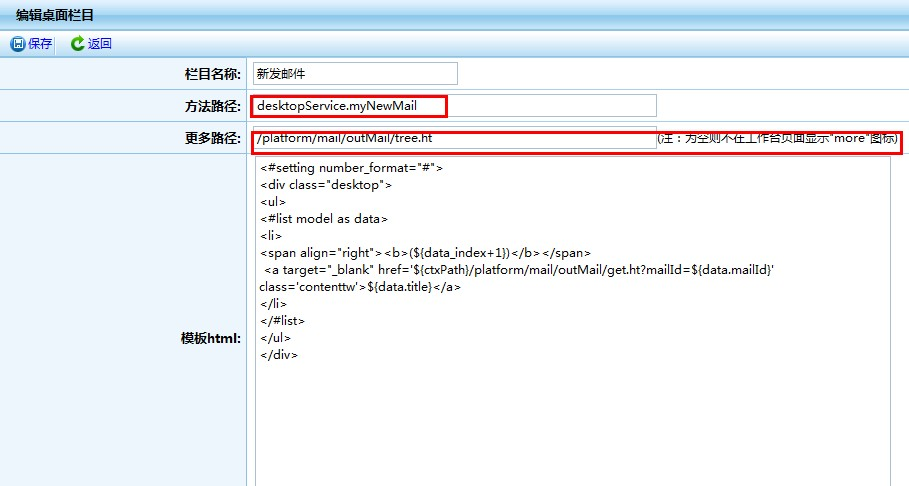 编辑桌面栏目
保存 返回
栏目名称: 新发邮件
方法路径: desktopService.myNewMail
更多路径: /platform/mail/outMail/tree.ht (注：为空则不在工作台页面显示"more"图标)
<#setting number_format="#">
<div class="desktop">
<ul>
<#list model as data>
<li>
<span align="right"><b>(${data_index+1})</b></span>
<a target="_blank" href='${ctxPath}/platform/mail/outMail/get.ht?mailId=${data.mailId}'
class='contenttw'>${data.title}</a>
</li>
</#list>
模板html:
</ul>
</div>